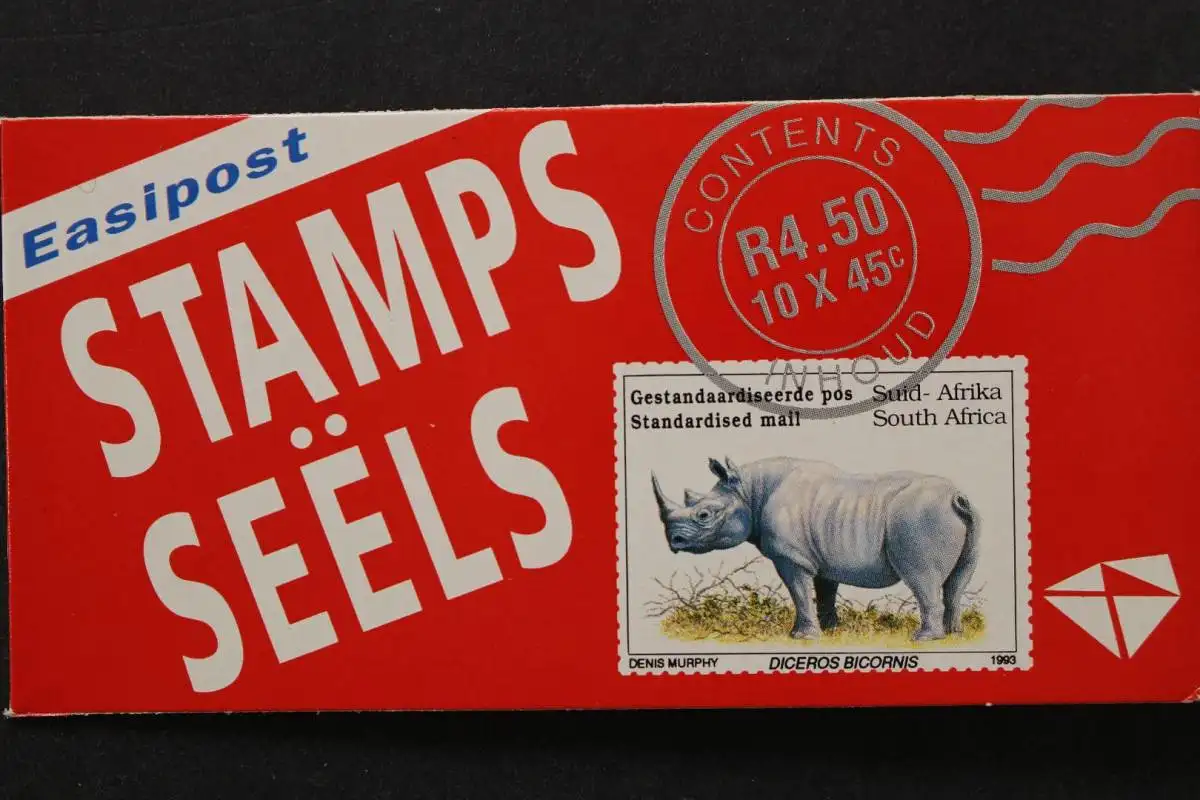 Easipost
STAMPS
SEËLS
CONTENTS
R4.50
10 X 45c
INHOUD
Gestandaardiseerde pos
Standardised mail
Suid- Afrika
South Africa
DENIS MURPHY
DICEROS BICORNIS
1993